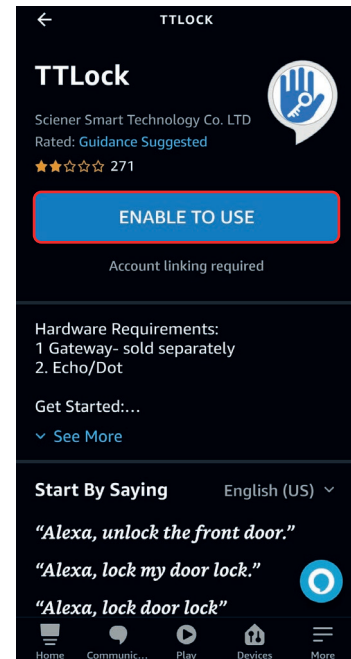 TTLOCK
TTLock
Sciener Smart Technology Co. LTD
Rated: Guidance Suggested
271
ENABLE TO USE
Account linking required
Hardware Requirements:
1 Gateway- sold separately
2. Echo/Dot
Get Started:...
See More
Start By Saying English (US)
“Alexa, unlock the front door.”
“Alexa, lock my door lock.”
“Alexa, lock door lock”
Home Communic... Play Devices More